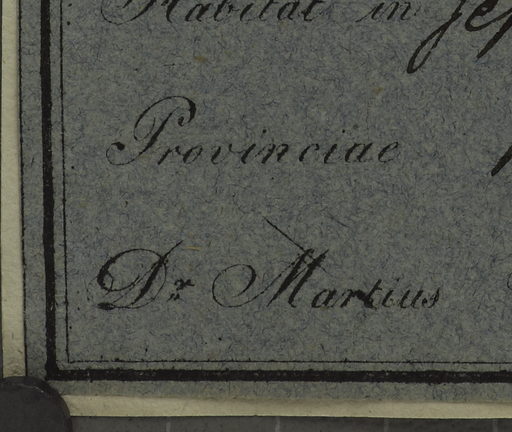 Habitat in
Provinciae
Dr Martius